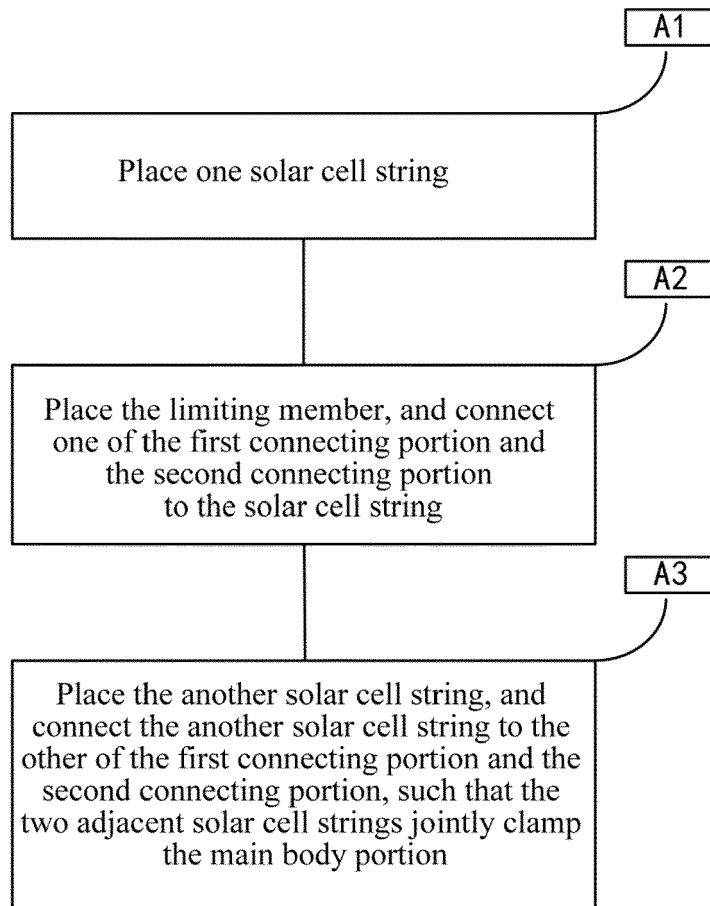 A1
Place one solar cell string
A2
Place the limiting member, and connect
one of the first connecting portion and
the second connecting portion
to the solar cell string
A3
Place the another solar cell string, and
connect the another solar cell string to the
other of the first connecting portion and the
second connecting portion, such that the
two adjacent solar cell strings jointly clamp
the main body portion